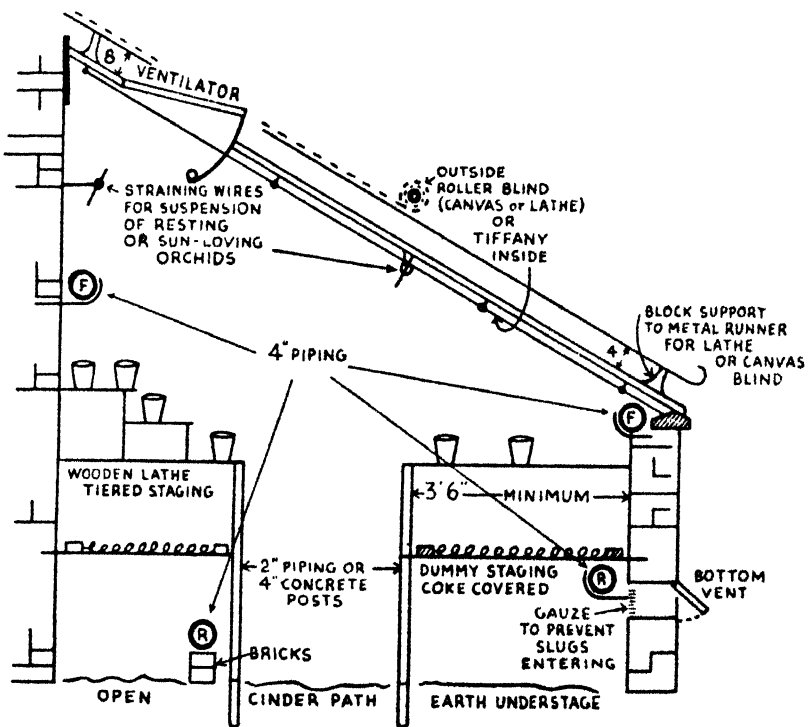 8"
VENTILATOR
STRAINING WIRES
FOR SUSPENSION
OF RESTING
OR SUN-LOVING
ORCHIDS
OUTSIDE
ROLLER BLIND
(CANVAS OR LATHE)
OR
TIFFANY
INSIDE
F
4" PIPING
BLOCK SUPPORT
TO METAL RUNNER
FOR LATHE
OR CANVAS
BLIND
4"
F
WOODEN LATHE
TIERED STAGING
3'6" MINIMUM
2" PIPING OR
4" CONCRETE
POSTS
DUMMY STAGING
COKE COVERED
R
BOTTOM
VENT
GAUZE
TO PREVENT
SLUGS
ENTERING
R
BRICKS
OPEN
CINDER PATH
EARTH UNDERSTAGE